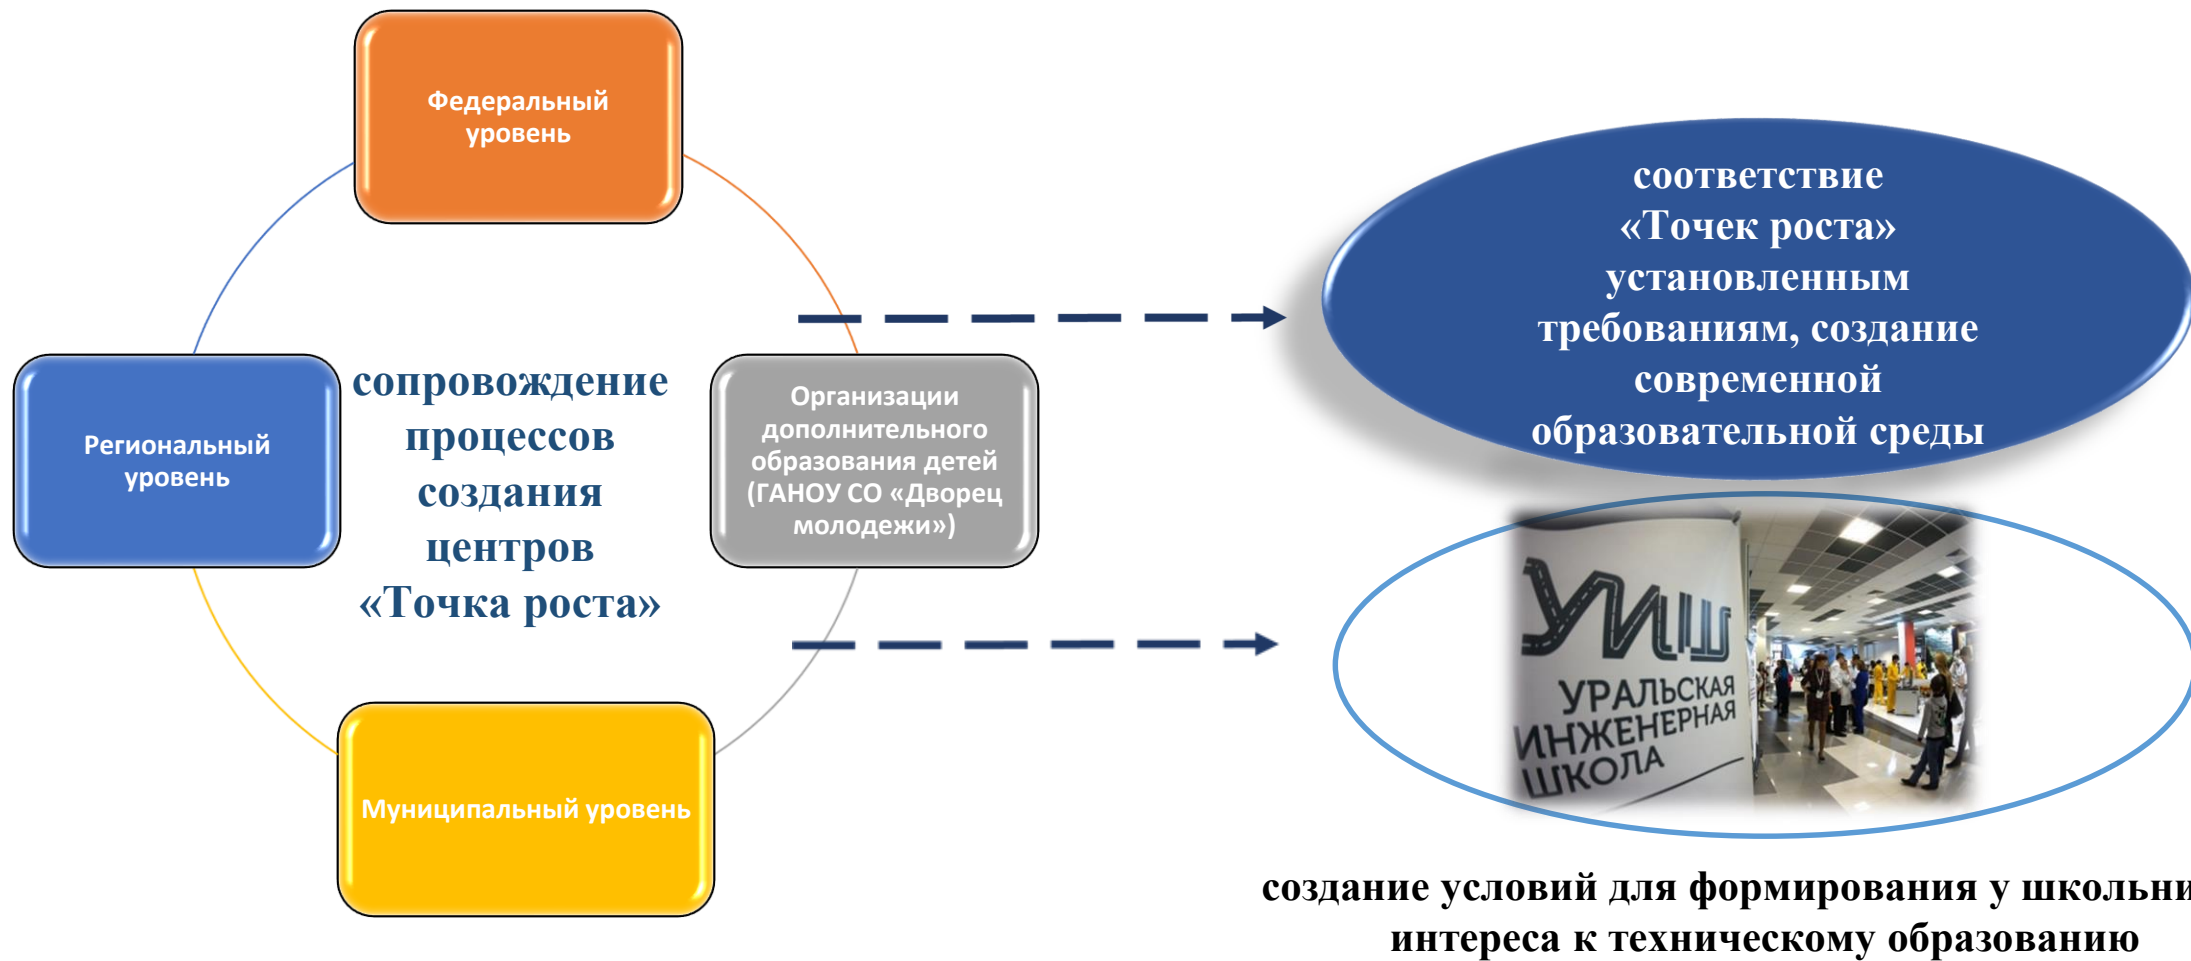 Федеральный
уровень
Региональный
уровень
сопровождение
процессов
создания
центров
«Точка роста»
Организации
дополнительного
образования детей
(ГАНОУ СО «Дворец
молодежи»)
Муниципальный уровень
соответствие
«Точек роста»
установленным
требованиям, создание
современной
образовательной среды
УИШ
УРАЛЬСКАЯ
ИНЖЕНЕРНАЯ
ШКОЛА
создание условий для формирования у школьни
интереса к техническому образованию